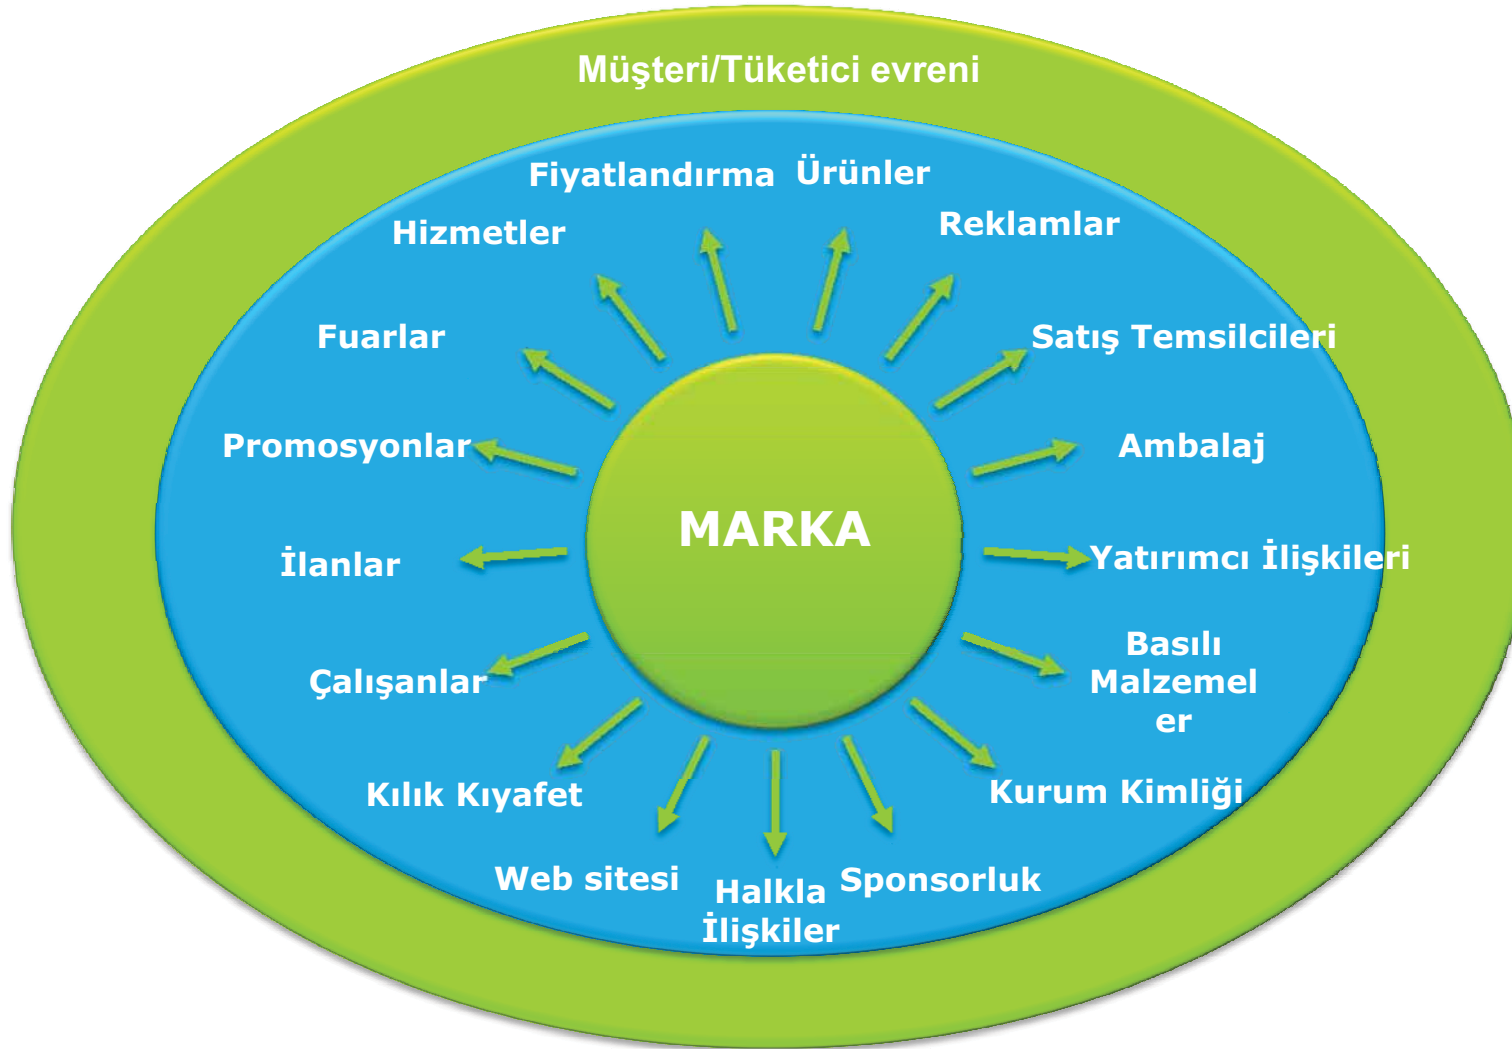 Müşteri/Tüketici evreni
Fiyatlandırma
Ürünler
Hizmetler
Reklamlar
Fuarlar
Satış Temsilcileri
Promosyonlar
Ambalaj
MARKA
İlanlar
Yatırımcı İlişkileri
Çalışanlar
Basılı
Malzemel
er
Kılık Kıyafet
Kurum Kimliği
Web sitesi
Halkla
İlişkiler
Sponsorluk